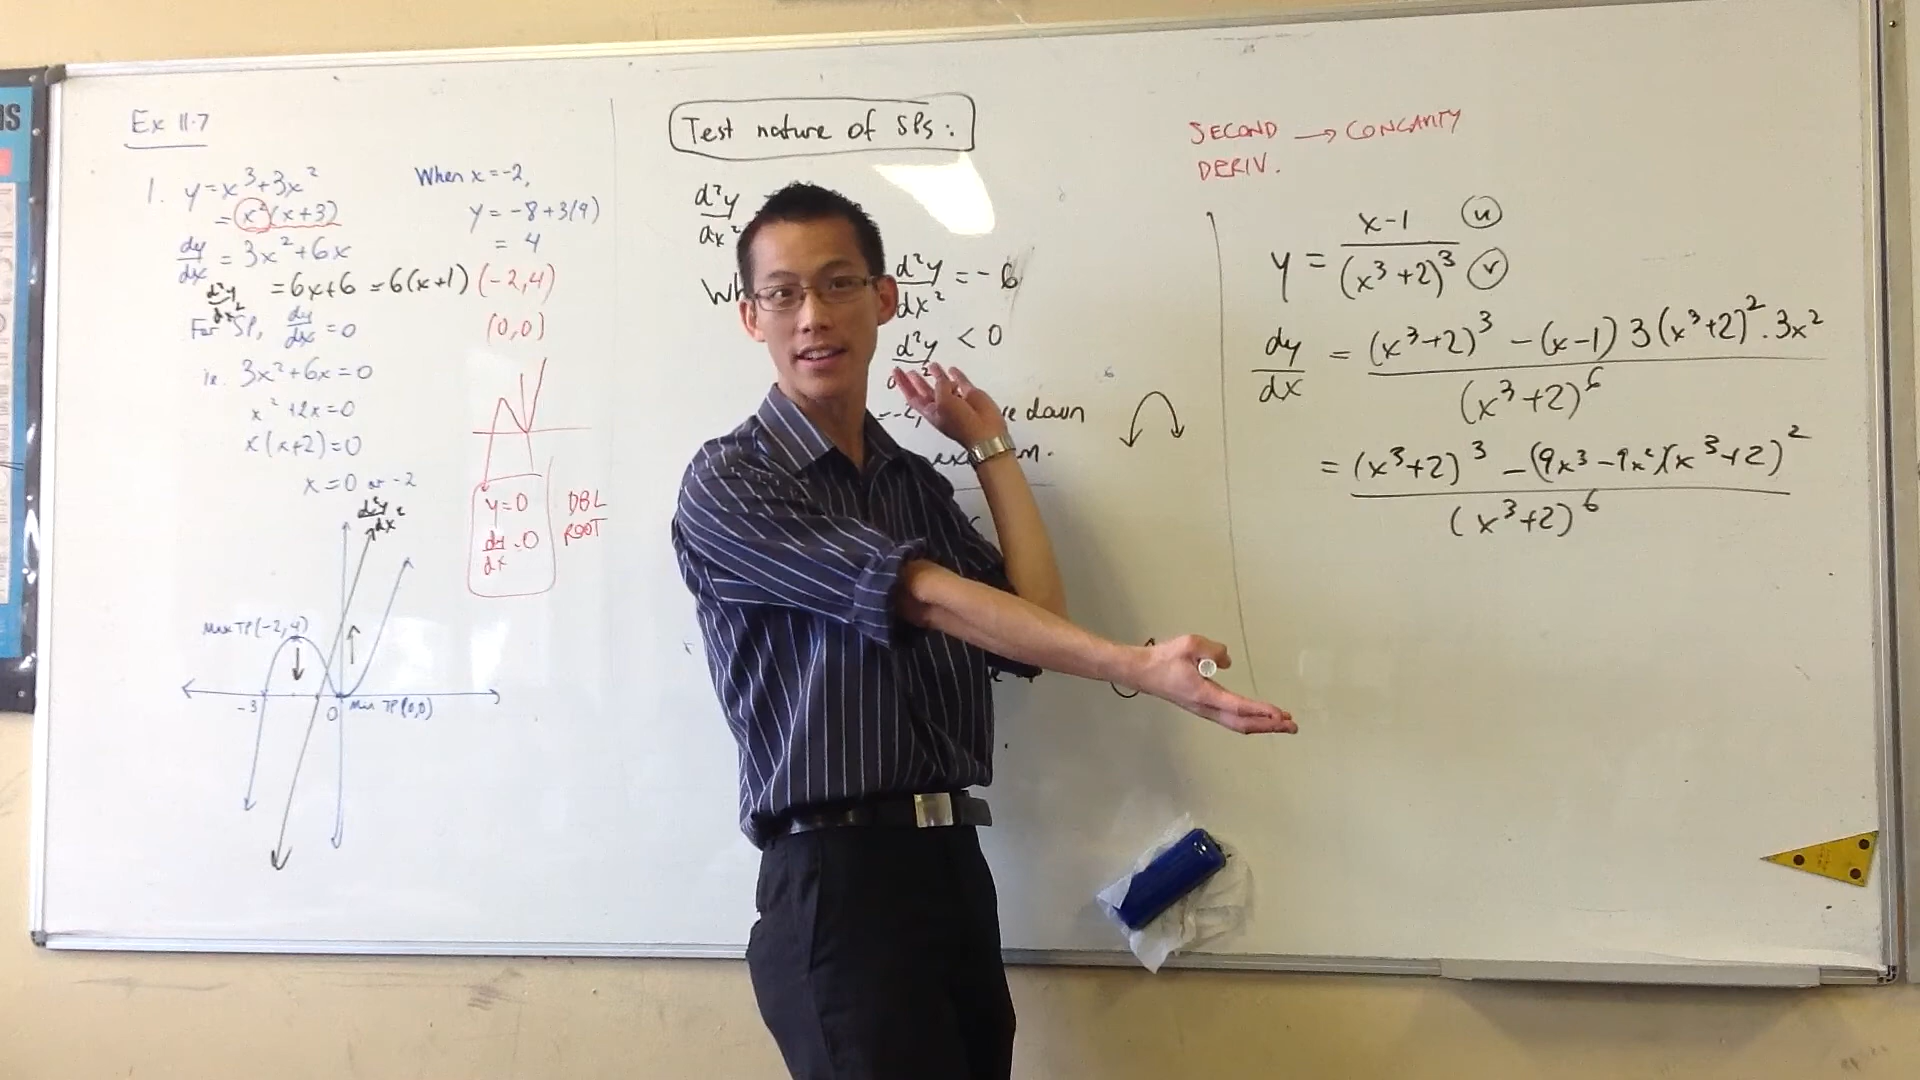 Ex 11.7
1. y=x³+3x²
=x²(x+3)
dy/dx = 3x²+6x
d²y/dx² = 6x+6 = 6(x+1)
For SP, dy/dx = 0
ie. 3x²+6x=0
x²+2x=0
x(x+2)=0
x=0 or -2
When x=-2,
y=-8+3(4)
= 4
(-2,4)
(0,0)
y=0
dy/dx=0
DBL
ROOT
d²y/dx²
Max TP(-2,4)
-3
0
Min TP(0,0)
Test nature of SPs:
d²y/dx²
d²y/dx² = -6
d²y < 0
=-2,
down
SECOND → CONCAVITY
DERIV.
y = x-1/(x³+2)³
u
v
dy/dx = (x³+2)³-(x-1)3(x³+2)².3x²/(x³+2)⁶
= (x³+2)³-(9x³-9x²)(x³+2)²/(x³+2)⁶